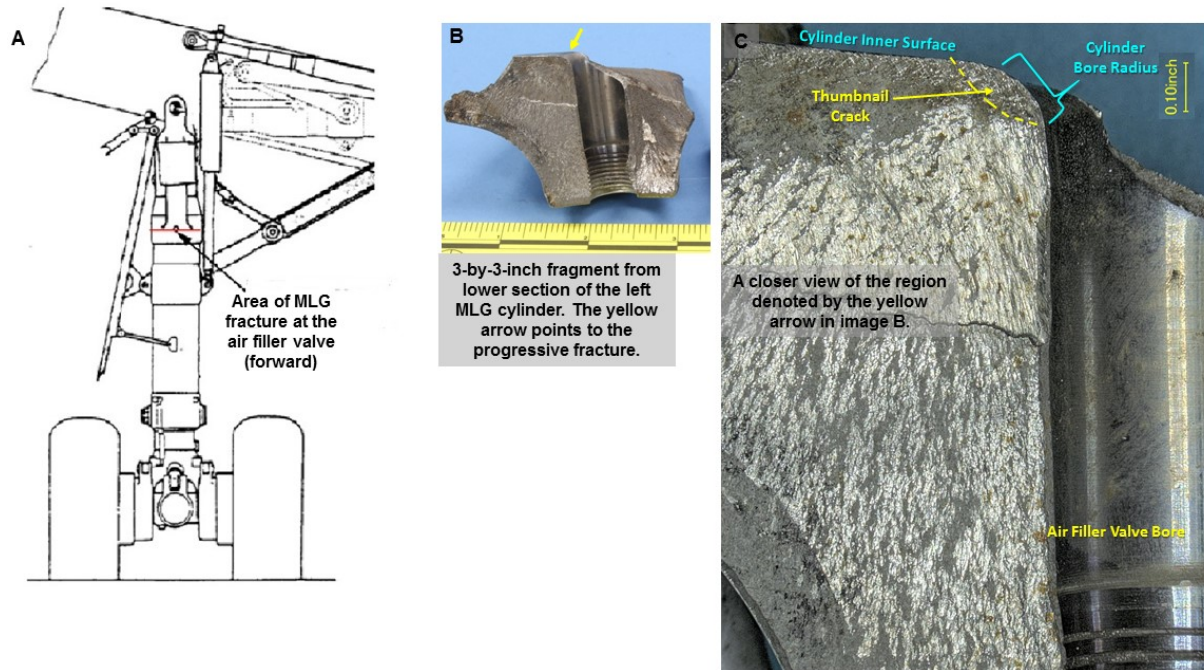 A
Area of MLG
fracture at the
air filler valve
(forward)
B
3-by-3-inch fragment from
lower section of the left
MLG cylinder. The yellow
arrow points to the
progressive fracture.
C
Cylinder Inner Surface
Cylinder
Bore Radius
Thumbnail
Crack
0.10inch
A closer view of the region
denoted by the yellow
arrow in image B.
Air Filler Valve Bore